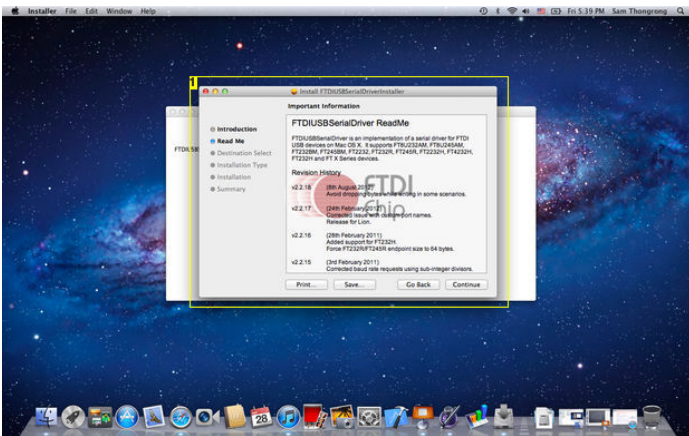 Installer File Edit Window Help
Fri 5:39 PM Sam Thongrong
1
Install FTDIUSBSerialDriverInstaller
Important Information
Introduction
Read Me
Destination Select
Installation Type
Installation
Summary
FTDIUSBSerialDriver ReadMe
FTDIUSBSerialDriver is an implementation of a serial driver for FTDI
USB devices on Mac OS X. It supports FT8U232AM, FT8U245AM,
FT232BM, FT245BM, FT2232, FT232R, FT245R, FT2232H, FT4232H,
FT232H and FT X Series devices.
Revision History
v2.2.18 (8th August 2012)
Avoid dropping bytes while writing in some scenarios.
v2.2.17 (24th February 2012)
Corrected issue with custom port names.
Release for Lion.
v2.2.16 (28th February 2011)
Added support for FT232H.
Force FT232R/FT245R endpoint size to 64 bytes.
v2.2.15 (3rd February 2011)
Corrected baud rate requests using sub-integer divisors.
FTDI
Chip
Print... Save... Go Back Continue
28